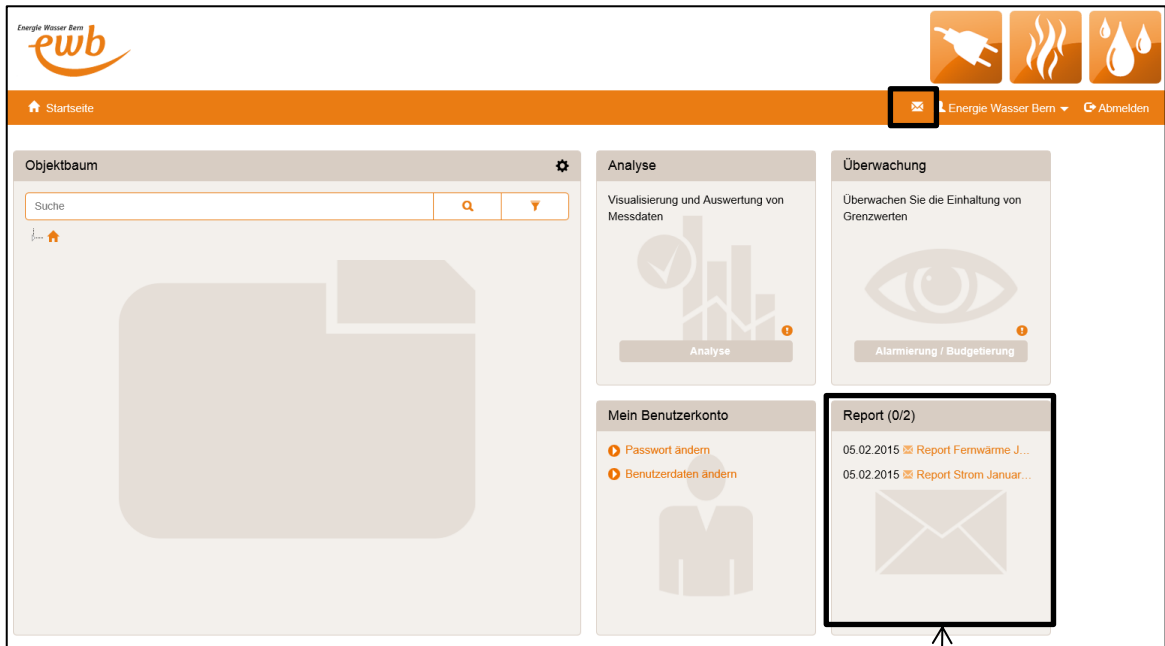 Energie Wasser Bern
ewb
Startseite
Energie Wasser Bern
Abmelden
Objektbaum
Suche
Analyse
Visualisierung und Auswertung von
Messdaten
Analyse
Überwachung
Überwachen Sie die Einhaltung von
Grenzwerten
Alarmierung / Budgetierung
Mein Benutzerkonto
Passwort ändern
Benutzerdaten ändern
Report (0/2)
05.02.2015 Report Fernwärme J...
05.02.2015 Report Strom Januar...